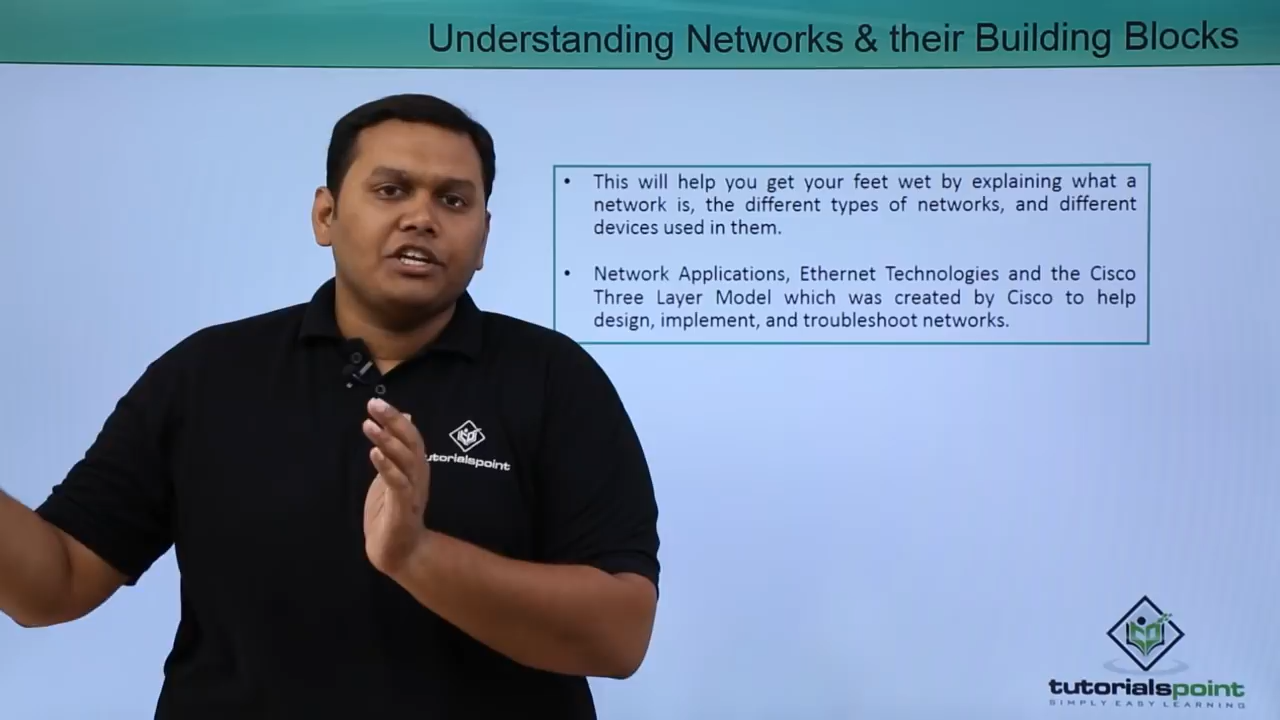 Understanding Networks & their Building Blocks
• This will help you get your feet wet by explaining what a
network is, the different types of networks, and different
devices used in them.
• Network Applications, Ethernet Technologies and the Cisco
Three Layer Model which was created by Cisco to help
design, implement, and troubleshoot networks.
utorialspoint
tutorialspoint
SIMPLY EASY LEARNING